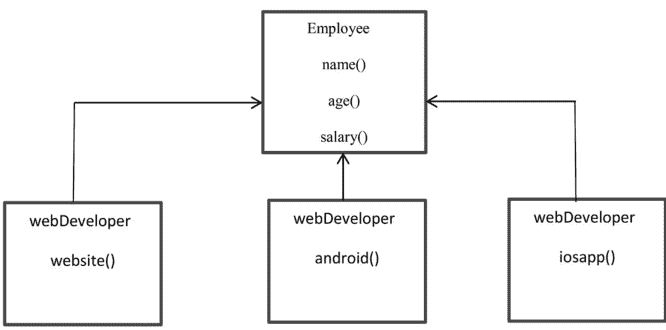 Employee
name()
age()
salary()
webDeveloper
website()
webDeveloper
android()
webDeveloper
iosapp()